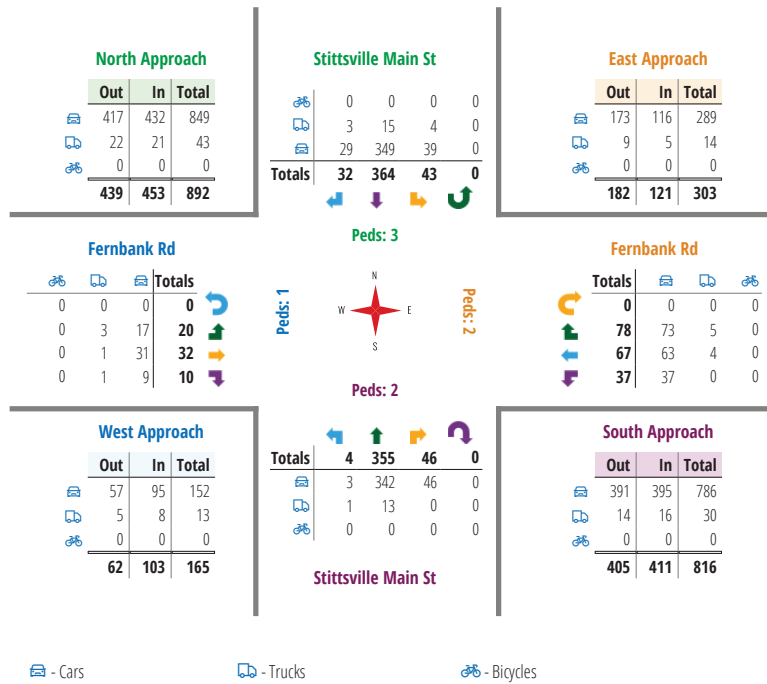 North Approach
Out In Total
417 432 849
22 21 43
0 0 0
439 453 892
Stittsville Main St
0 0 0 0
3 15 4 0
29 349 39 0
Totals 32 364 43 0
East Approach
Out In Total
173 116 289
9 5 14
0 0 0
182 121 303
Peds: 3
Fernbank Rd
Totals
0 0 0 0
0 3 17 20
0 1 31 32
0 1 9 10
Peds: 1
N
W E
S
Peds: 2
Fernbank Rd
Totals
0 0 0 0
78 73 5 0
67 63 4 0
37 37 0 0
Peds: 2
West Approach
Out In Total
57 95 152
5 8 13
0 0 0
62 103 165
Totals 4 355 46 0
3 342 46 0
1 13 0 0
0 0 0 0
Stittsville Main St
South Approach
Out In Total
391 395 786
14 16 30
0 0 0
405 411 816
- Cars
- Trucks
- Bicycles